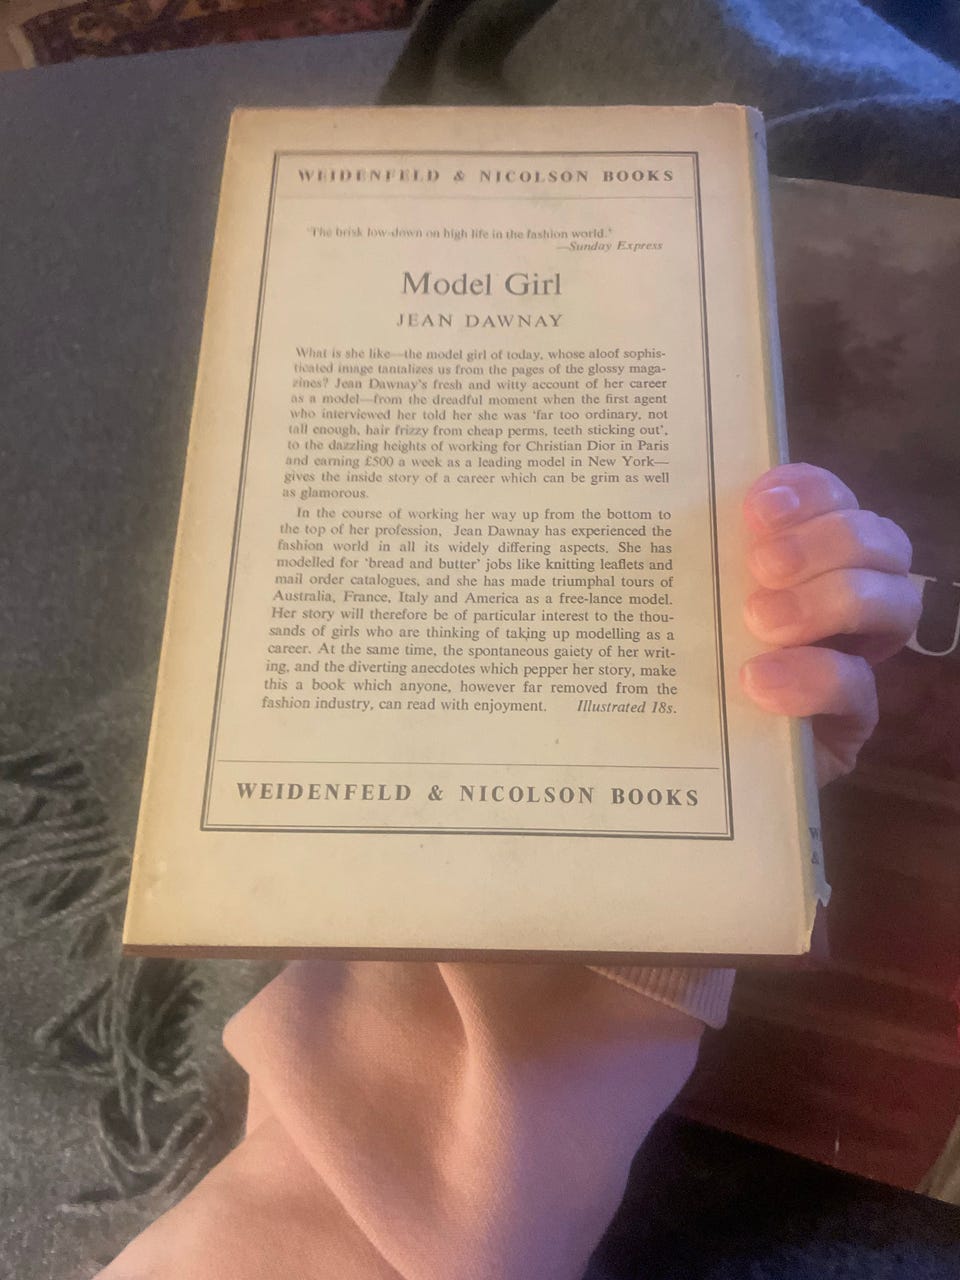 WEIDENFELD & NICOLSON BOOKS
'The brisk low-down on high life in the fashion world.'
—Sunday Express
Model Girl
JEAN DAWNAY
What is she like—the model girl of today, whose aloof sophis-
ticated image tantalizes us from the pages of the glossy maga-
zines? Jean Dawnay's fresh and witty account of her career
as a model—from the dreadful moment when the first agent
who interviewed her told her she was 'far too ordinary, not
tall enough, hair frizzy from cheap perms, teeth sticking out',
to the dazzling heights of working for Christian Dior in Paris
and earning £500 a week as a leading model in New York—
gives the inside story of a career which can be grim as well
as glamorous.
In the course of working her way up from the bottom to
the top of her profession, Jean Dawnay has experienced the
fashion world in all its widely differing aspects. She has
modelled for 'bread and butter' jobs like knitting leaflets and
mail order catalogues, and she has made triumphal tours of
Australia, France, Italy and America as a free-lance model.
Her story will therefore be of particular interest to the thou-
sands of girls who are thinking of taking up modelling as a
career. At the same time, the spontaneous gaiety of her writ-
ing, and the diverting anecdotes which pepper her story, make
this a book which anyone, however far removed from the
fashion industry, can read with enjoyment. Illustrated 18s.
WEIDENFELD & NICOLSON BOOKS
W
&
U